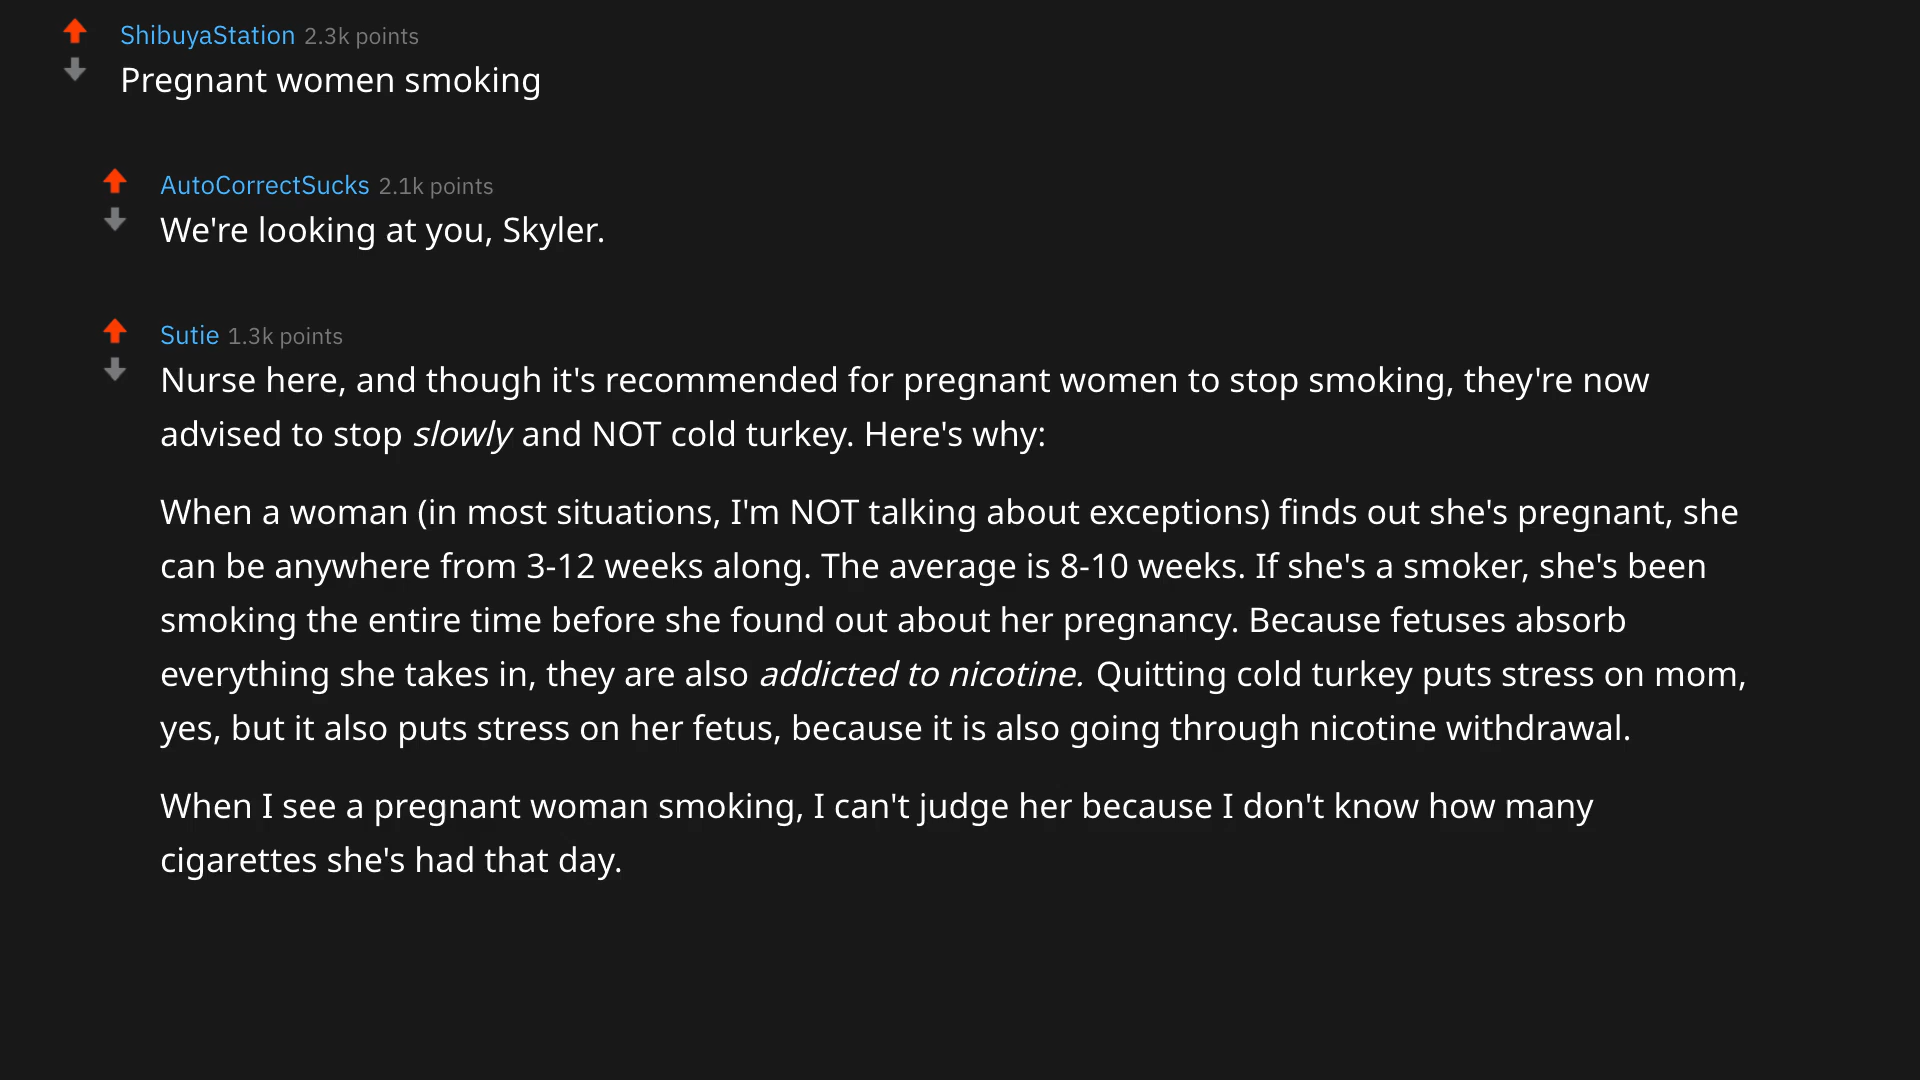 ShibuyaStation 2.3k points
Pregnant women smoking
AutoCorrectSucks 2.1k points
We're looking at you, Skyler.
Sutie 1.3k points
Nurse here, and though it's recommended for pregnant women to stop smoking, they're now
advised to stop slowly and NOT cold turkey. Here's why:
When a woman (in most situations, I'm NOT talking about exceptions) finds out she's pregnant, she
can be anywhere from 3-12 weeks along. The average is 8-10 weeks. If she's a smoker, she's been
smoking the entire time before she found out about her pregnancy. Because fetuses absorb
everything she takes in, they are also addicted to nicotine. Quitting cold turkey puts stress on mom,
yes, but it also puts stress on her fetus, because it is also going through nicotine withdrawal.
When I see a pregnant woman smoking, I can't judge her because I don't know how many
cigarettes she's had that day.